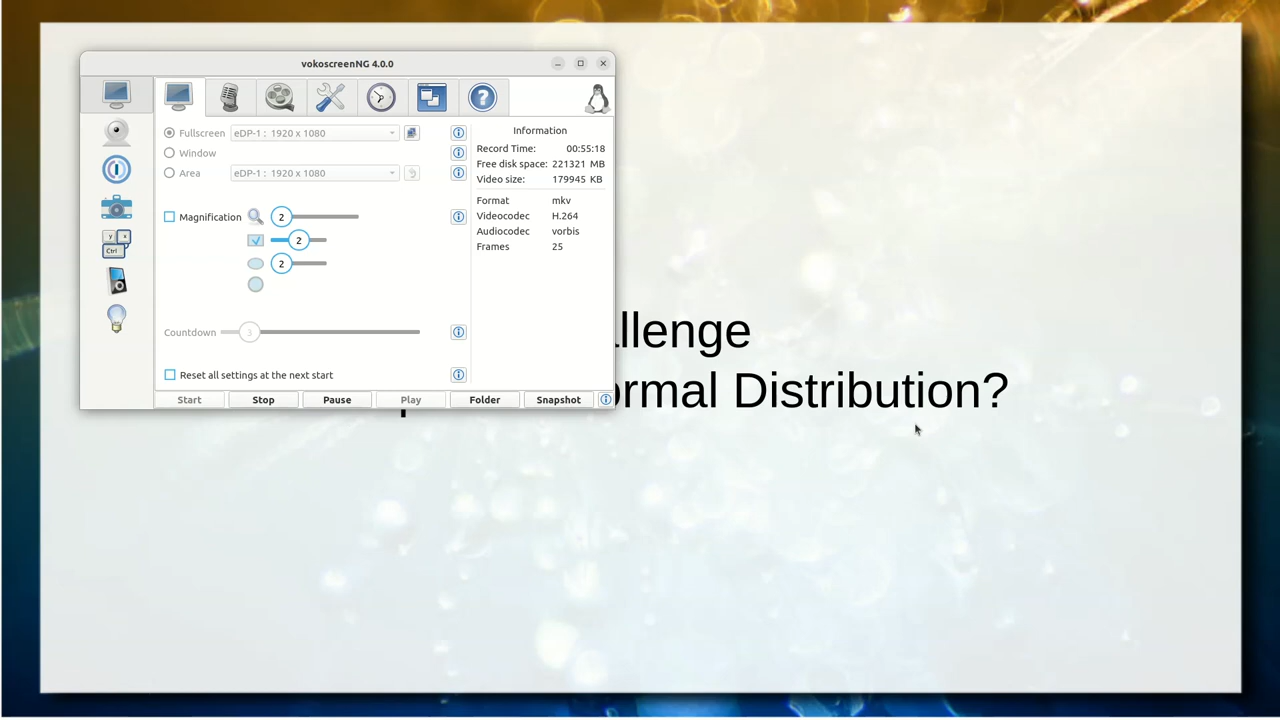 vokoscreenNG 4.0.0
Fullscreen eDP-1 : 1920 x 1080
Window
Area eDP-1 : 1920 x 1080
Magnification 2
2
2
Countdown 3
Reset all settings at the next start
Information
Record Time: 00:55:18
Free disk space: 221321 MB
Video size: 179945 KB
Format mkv
Videocodec H.264
Audiocodec vorbis
Frames 25
Start Stop Pause Play Folder Snapshot
y x
Ctrl
allenge
ormal Distribution?